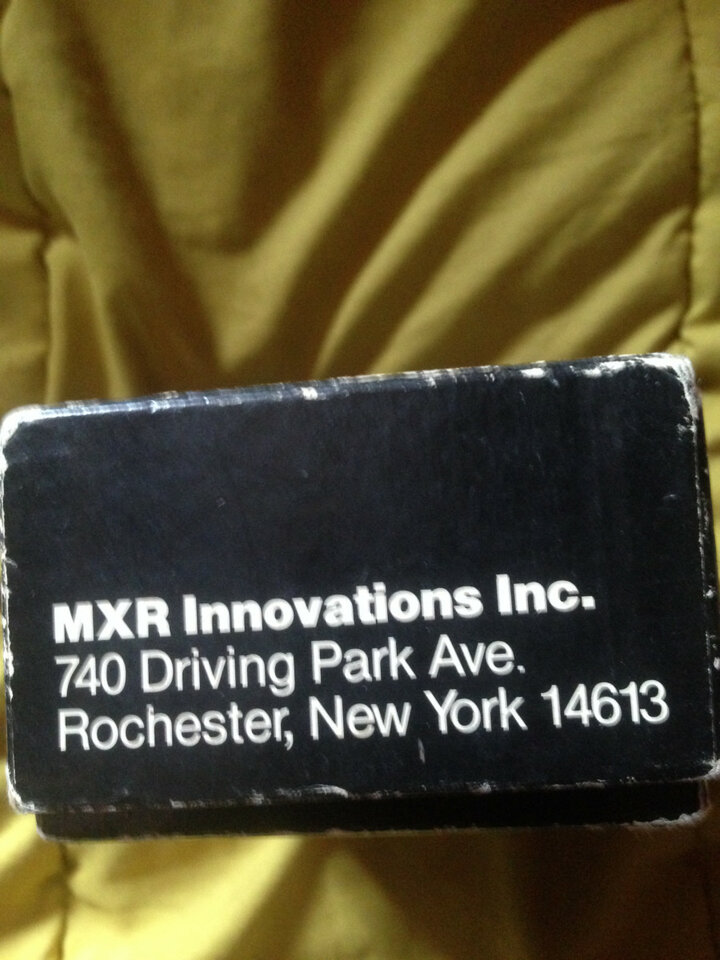 MXR Innovations Inc.
740 Driving Park Ave.
Rochester, New York 14613